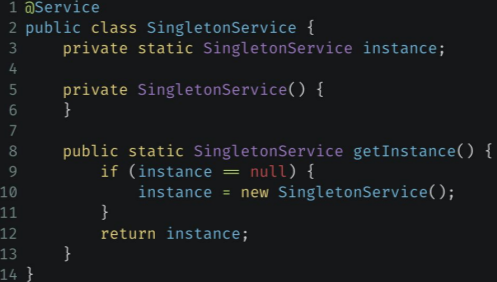 1 @Service
2 public class SingletonService {
3     private static SingletonService instance;
4
5     private SingletonService() {
6     }
7
8     public static SingletonService getInstance() {
9         if (instance == null) {
10             instance = new SingletonService();
11         }
12         return instance;
13     }
14 }